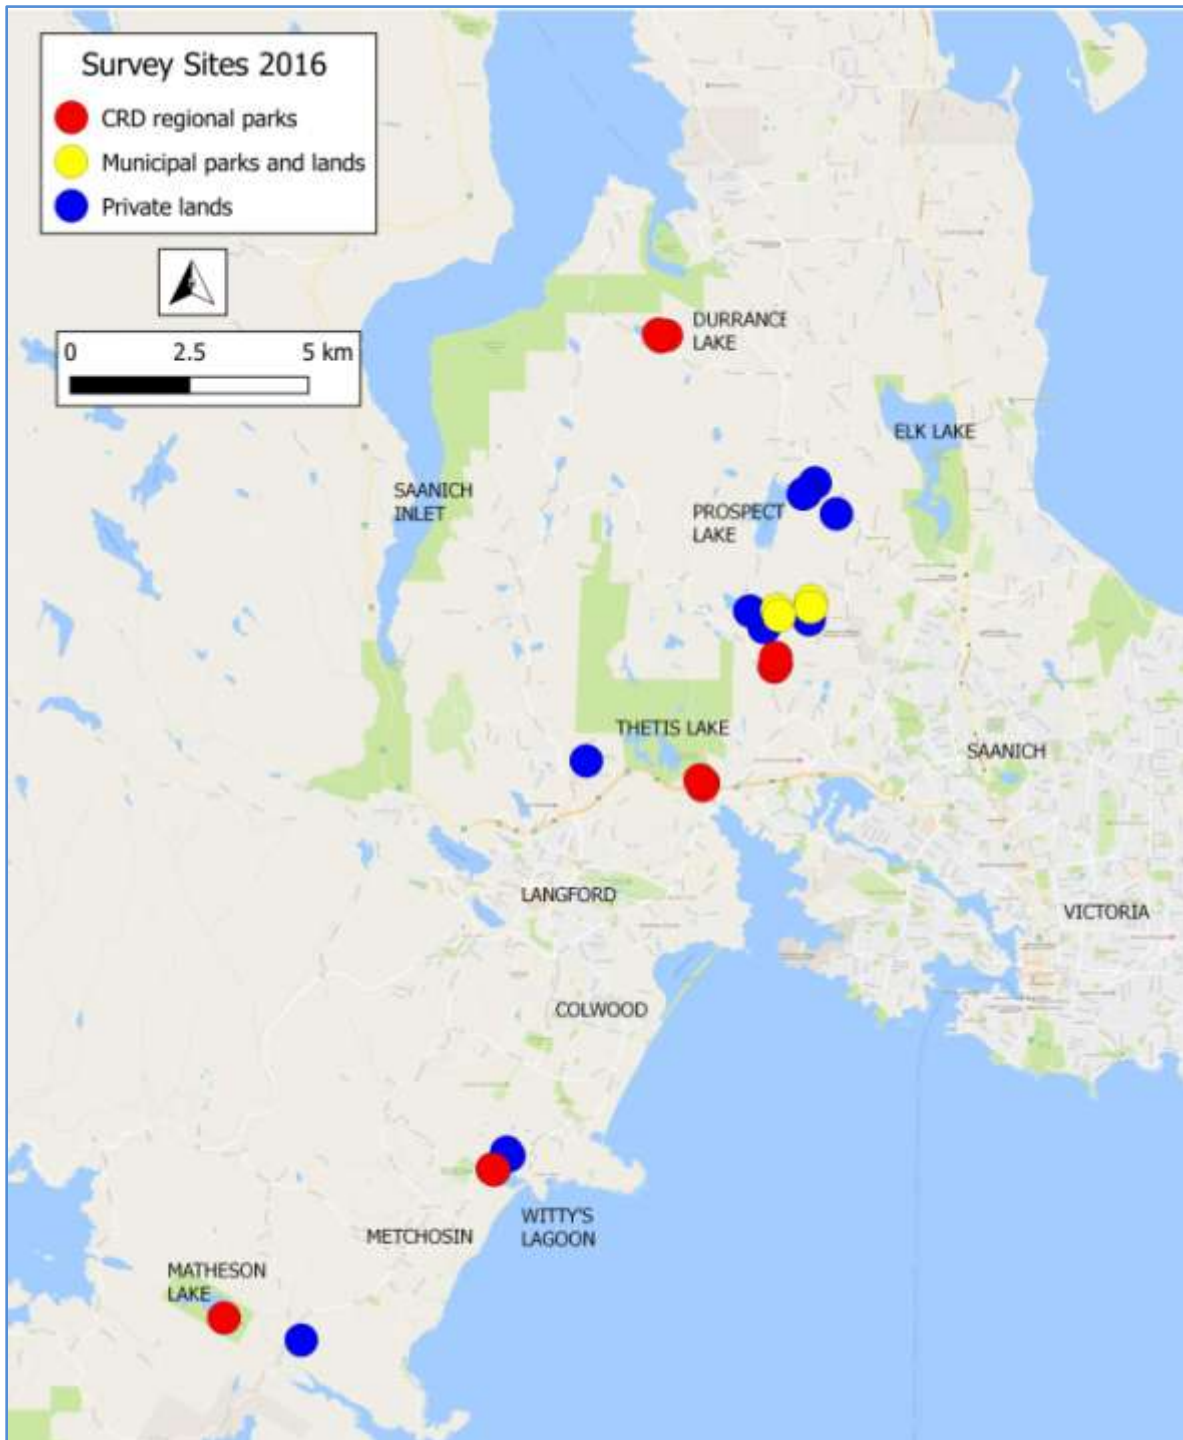 Survey Sites 2016
CRD regional parks
Municipal parks and lands
Private lands
0 2.5 5 km
DURRANCE
LAKE
ELK LAKE
SAANICH
INLET
PROSPECT
LAKE
THETIS LAKE
SAANICH
LANGFORD
VICTORIA
COLWOOD
WITTY'S
LAGOON
METCHOSIN
MATHESON
LAKE